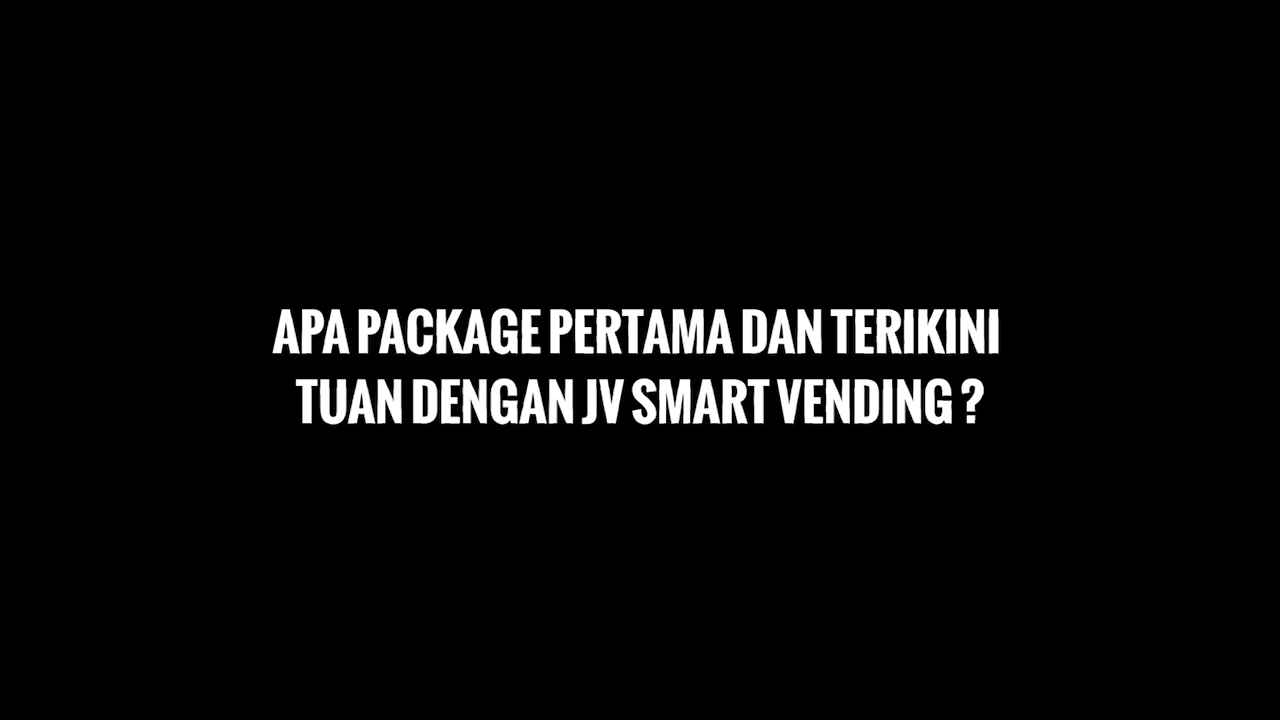 APA PACKAGE PERTAMA DAN TERIKINI
TUAN DENGAN JV SMART VENDING ?